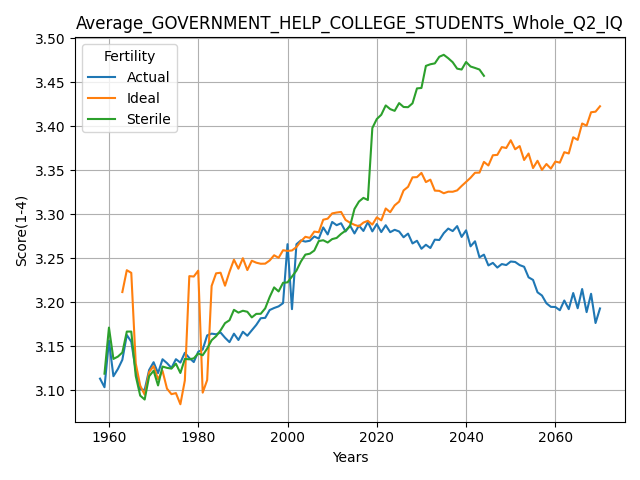 Average_GOVERNMENT_HELP_COLLEGE_STUDENTS_Whole_Q2_IQ
Fertility
Actual
Ideal
Sterile
Score(1-4)
3.50
3.45
3.40
3.35
3.30
3.25
3.20
3.15
3.10
1960 1980 2000 2020 2040 2060
Years